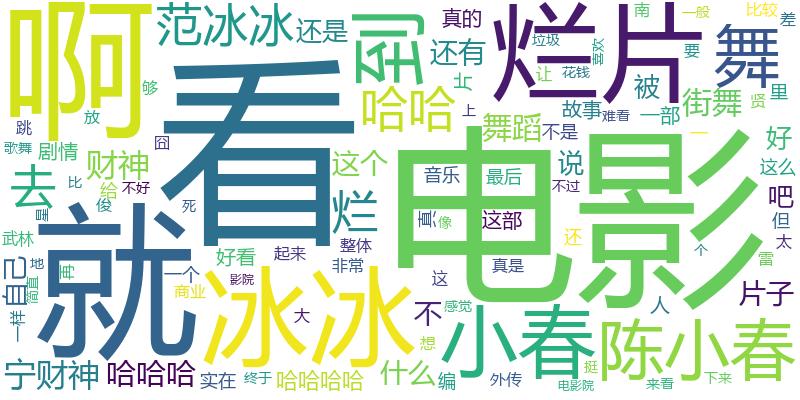 啊
范冰冰
还是
到
真的
烂片
舞
南
一般
比较
差
要
喜欢
垃圾
花钱
让
还有
上
看
哈哈
够
放
跳
歌舞
剧情
囧
财神
这个
舞蹈
不是
故事
难看
被
一部
街舞
里
贤
好
这么
去
给
比
不好
俊
死
烂
音乐
最后
不过
说
电影
真
像
这部
吧
但
太
雷
星
武林
地
再
就
好看
起来
整体
非常
这
真是
还
个
自己
简直
一样
一个
商业
影院
冰冰
大
不
感觉
想
小春
人
陈小春
片子
宁财神
哈哈哈
实在
终于
哈哈哈哈
什么
编
外传
挺
电影院
来看
下来